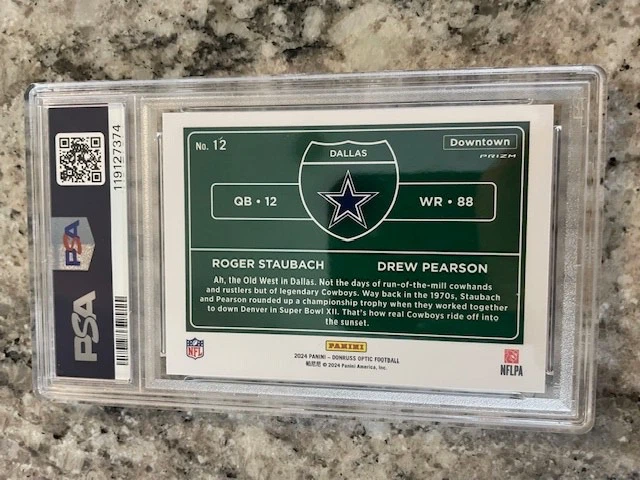 119127374
PSA
PSA
No. 12
DALLAS
Downtown
PRIZM
QB • 12
WR • 88
ROGER STAUBACH
DREW PEARSON
Ah, the Old West in Dallas. Not the days of run-of-the-mill cowhands
and rustlers but of legendary Cowboys. Way back in the 1970s, Staubach
and Pearson rounded up a championship trophy when they worked together
to down Denver in Super Bowl XII. That's how real Cowboys ride off into
the sunset.
NFL
PANINI
2024 PANINI – DONRUSS OPTIC FOOTBALL
帕尼尼 © 2024 Panini America, Inc.
NFLPA